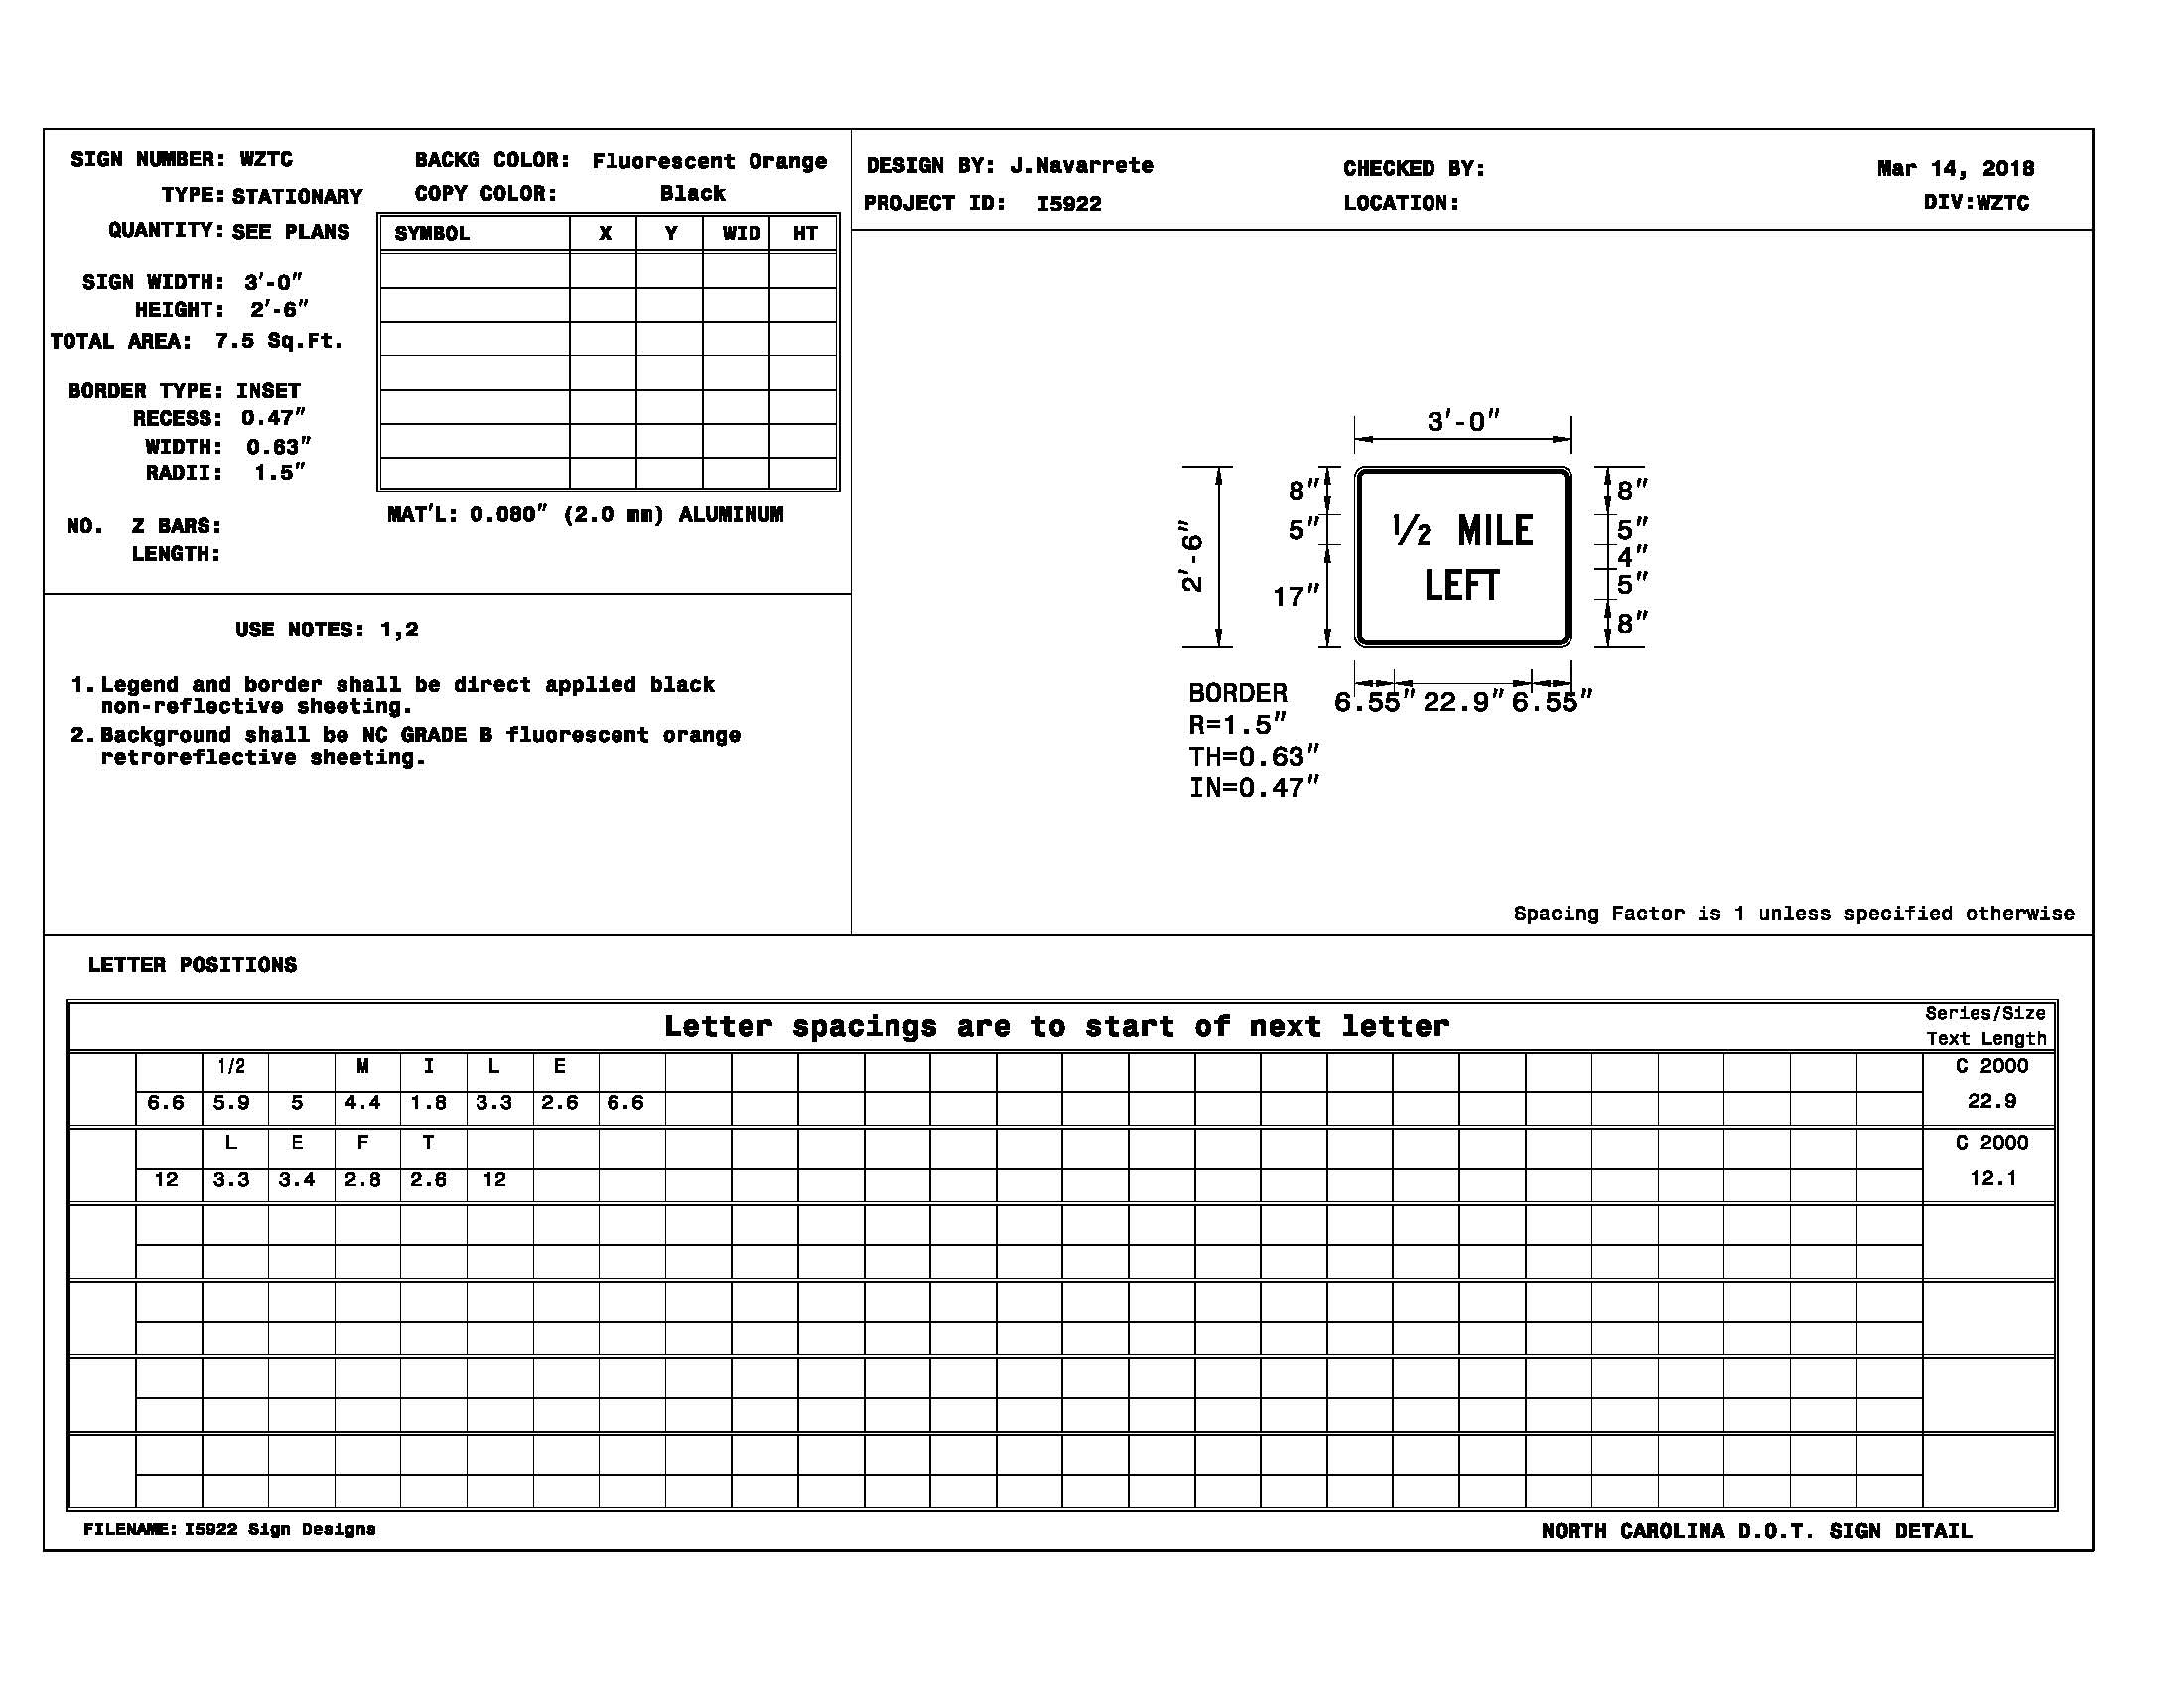 SIGN NUMBER: WZTC
TYPE: STATIONARY
QUANTITY: SEE PLANS
SIGN WIDTH: 3'-0"
HEIGHT: 2'-6"
TOTAL AREA: 7.5 Sq.Ft.
BORDER TYPE: INSET
RECESS: 0.47"
WIDTH: 0.63"
RADII: 1.5"
NO. Z BARS:
LENGTH:
BACKG COLOR: Fluorescent Orange
COPY COLOR: Black
SYMBOL X Y WID HT
MAT'L: 0.080" (2.0 mm) ALUMINUM
USE NOTES: 1,2
1. Legend and border shall be direct applied black
non-reflective sheeting.
2. Background shall be NC GRADE B fluorescent orange
retroreflective sheeting.
DESIGN BY: J.Navarrete
PROJECT ID: I5922
CHECKED BY:
LOCATION:
Mar 14, 2018
DIV:WZTC
3'-0"
2'-6"
8"
5"
17"
1/2 MILE
LEFT
8"
5"
4"
5"
8"
6.55" 22.9" 6.55"
BORDER
R=1.5"
TH=0.63"
IN=0.47"
Spacing Factor is 1 unless specified otherwise
LETTER POSITIONS
Letter spacings are to start of next letter
Series/Size
Text Length
1/2 M I L E C 2000
6.6 5.9 5 4.4 1.8 3.3 2.6 6.6 22.9
L E F T C 2000
12 3.3 3.4 2.8 2.6 12 12.1
FILENAME: I5922 Sign Designs
NORTH CAROLINA D.O.T. SIGN DETAIL